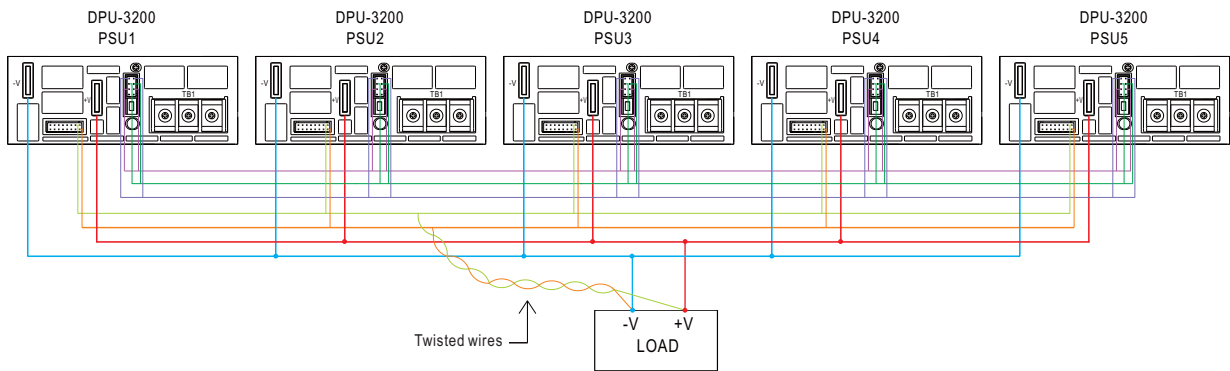 DPU-3200 DPU-3200 DPU-3200 DPU-3200 DPU-3200
PSU1 PSU2 PSU3 PSU4 PSU5
-V +V TB1 -V +V TB1 -V +V TB1 -V +V TB1 -V +V TB1
-V +V
Twisted wires LOAD